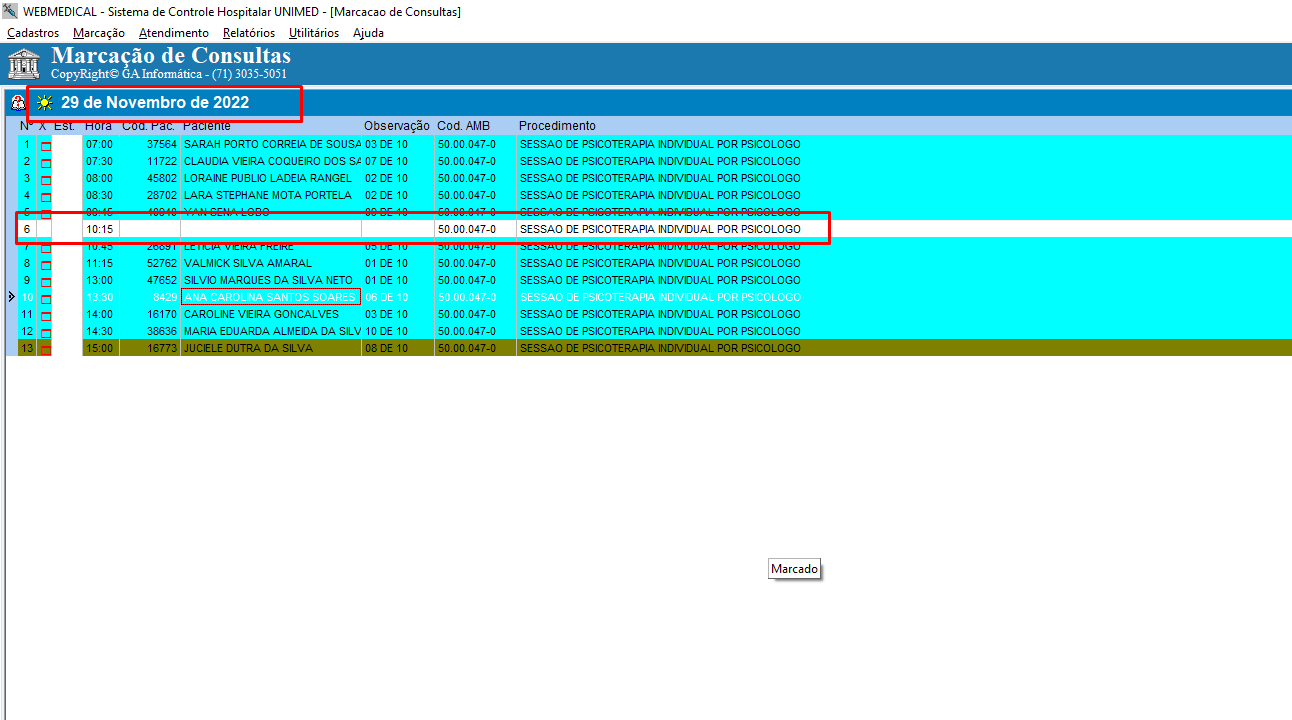 WEBMEDICAL - Sistema de Controle Hospitalar UNIMED - [Marcacao de Consultas]
Cadastros Marcação Atendimento Relatórios Utilitários Ajuda
Marcação de Consultas
CopyRight© GA Informática - (71) 3035-5051
29 de Novembro de 2022
Nº X Est. Hora Cod. Pac. Paciente Observação Cod. AMB Procedimento
1 07:00 37564 SARAH PORTO CORREIA DE SOUSA 03 DE 10 50.00.047-0 SESSAO DE PSICOTERAPIA INDIVIDUAL POR PSICOLOGO
2 07:30 11722 CLAUDIA VIEIRA COQUEIRO DOS SA 07 DE 10 50.00.047-0 SESSAO DE PSICOTERAPIA INDIVIDUAL POR PSICOLOGO
3 08:00 45802 LORAINE PUBLIO LADEIA RANGEL 02 DE 10 50.00.047-0 SESSAO DE PSICOTERAPIA INDIVIDUAL POR PSICOLOGO
4 08:30 28702 LARA STEPHANE MOTA PORTELA 02 DE 10 50.00.047-0 SESSAO DE PSICOTERAPIA INDIVIDUAL POR PSICOLOGO
5 YAN SENA LOBO 50.00.047-0 SESSAO DE PSICOTERAPIA INDIVIDUAL POR PSICOLOGO
6 10:15 50.00.047-0 SESSAO DE PSICOTERAPIA INDIVIDUAL POR PSICOLOGO
7 10:45 26891 LETICIA VIEIRA FREIRE 05 DE 10 50.00.047-0 SESSAO DE PSICOTERAPIA INDIVIDUAL POR PSICOLOGO
8 11:15 52762 VALMICK SILVA AMARAL 01 DE 10 50.00.047-0 SESSAO DE PSICOTERAPIA INDIVIDUAL POR PSICOLOGO
9 13:00 47652 SILVIO MARQUES DA SILVA NETO 01 DE 10 50.00.047-0 SESSAO DE PSICOTERAPIA INDIVIDUAL POR PSICOLOGO
10 13:30 8429 ANA CAROLINA SANTOS SOARES 06 DE 10 50.00.047-0 SESSAO DE PSICOTERAPIA INDIVIDUAL POR PSICOLOGO
11 14:00 16170 CAROLINE VIEIRA GONCALVES 03 DE 10 50.00.047-0 SESSAO DE PSICOTERAPIA INDIVIDUAL POR PSICOLOGO
12 14:30 38636 MARIA EDUARDA ALMEIDA DA SILV 10 DE 10 50.00.047-0 SESSAO DE PSICOTERAPIA INDIVIDUAL POR PSICOLOGO
13 15:00 16773 JUCIELE DUTRA DA SILVA 08 DE 10 50.00.047-0 SESSAO DE PSICOTERAPIA INDIVIDUAL POR PSICOLOGO
Marcado